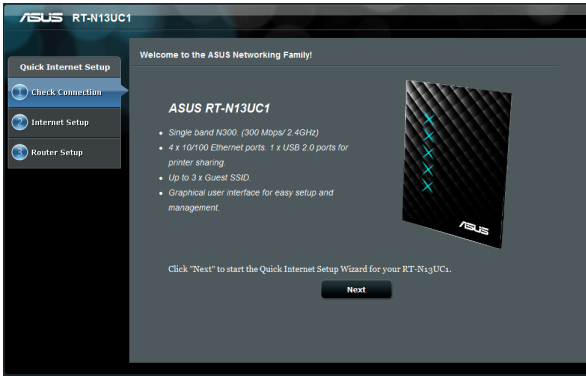 ASUS RT-N13UC1
Quick Internet Setup
1 Check Connection
2 Internet Setup
3 Router Setup
Welcome to the ASUS Networking Family!
ASUS RT-N13UC1
• Single band N300. (300 Mbps/ 2.4GHz)
• 4 x 10/100 Ethernet ports. 1 x USB 2.0 ports for
printer sharing.
• Up to 3 x Guest SSID.
• Graphical user interface for easy setup and
management.
ASUS
Click "Next" to start the Quick Internet Setup Wizard for your RT-N13UC1.
Next